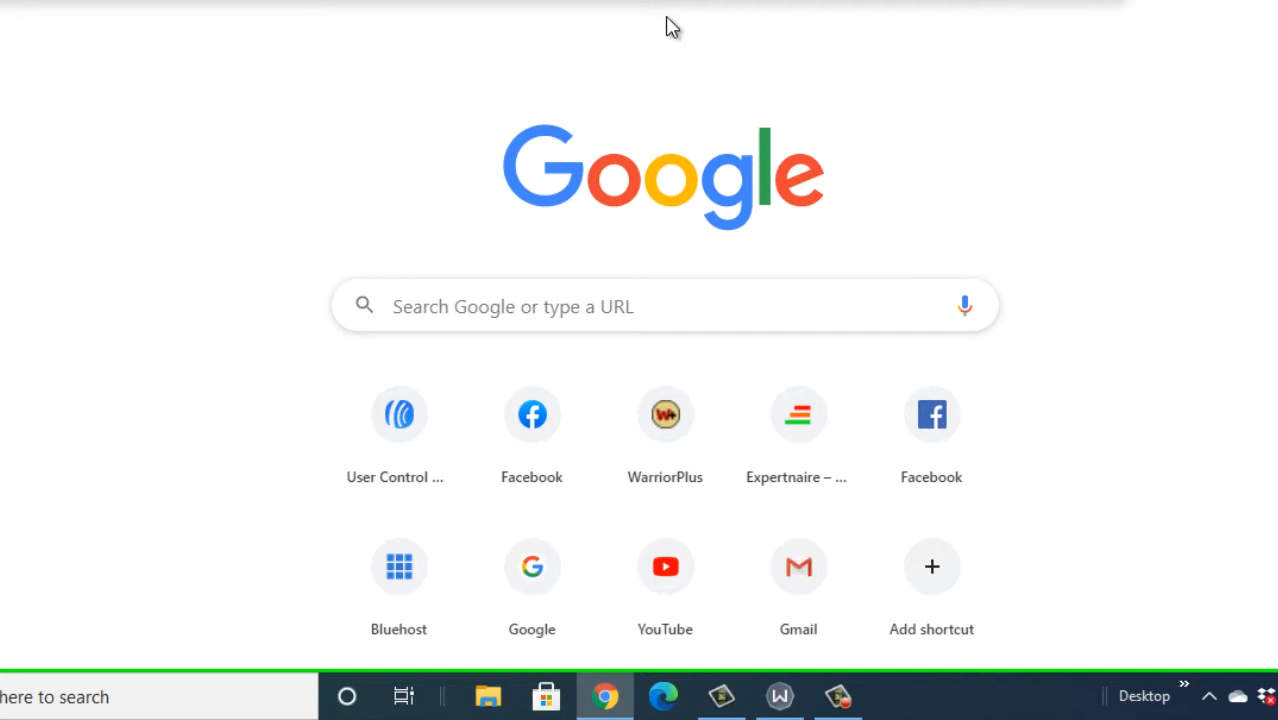 Google
Search Google or type a URL
User Control ...
Facebook
WarriorPlus
Expertnaire – ...
Facebook
Bluehost
Google
YouTube
Gmail
Add shortcut
here to search
Desktop